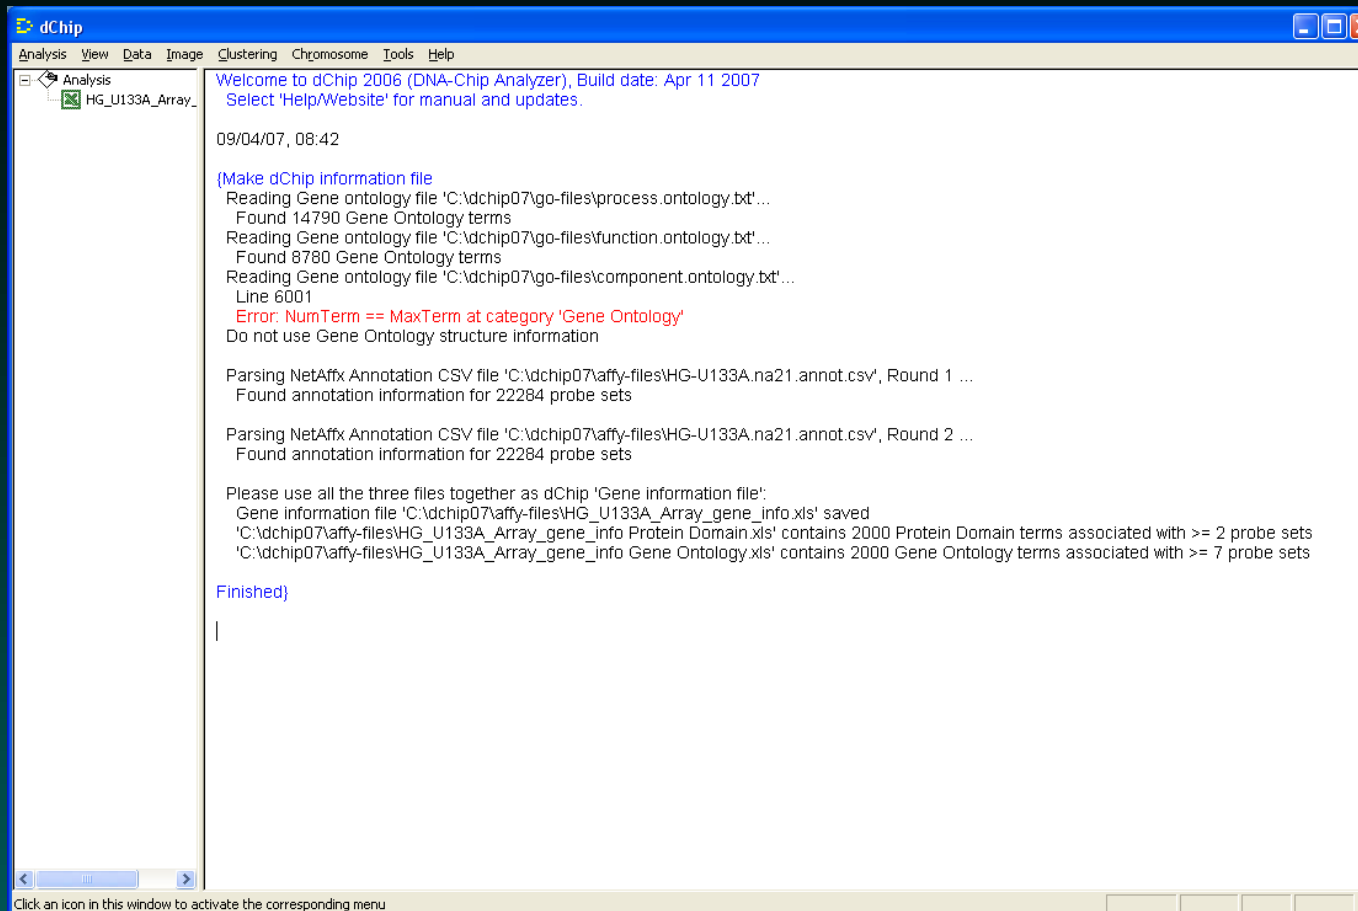 dChip
Analysis View Data Image Clustering Chromosome Tools Help
Analysis
HG_U133A_Array_
Welcome to dChip 2006 (DNA-Chip Analyzer), Build date: Apr 11 2007
Select 'Help/Website' for manual and updates.
09/04/07, 08:42
{Make dChip information file
Reading Gene ontology file 'C:\dchip07\go-files\process.ontology.txt'...
Found 14790 Gene Ontology terms
Reading Gene ontology file 'C:\dchip07\go-files\function.ontology.txt'...
Found 8780 Gene Ontology terms
Reading Gene ontology file 'C:\dchip07\go-files\component.ontology.txt'...
Line 6001
Error: NumTerm == MaxTerm at category 'Gene Ontology'
Do not use Gene Ontology structure information
Parsing NetAffx Annotation CSV file 'C:\dchip07\affy-files\HG-U133A.na21.annot.csv', Round 1 ...
Found annotation information for 22284 probe sets
Parsing NetAffx Annotation CSV file 'C:\dchip07\affy-files\HG-U133A.na21.annot.csv', Round 2 ...
Found annotation information for 22284 probe sets
Please use all the three files together as dChip 'Gene information file':
Gene information file 'C:\dchip07\affy-files\HG_U133A_Array_gene_info.xls' saved
'C:\dchip07\affy-files\HG_U133A_Array_gene_info Protein Domain.xls' contains 2000 Protein Domain terms associated with >= 2 probe sets
'C:\dchip07\affy-files\HG_U133A_Array_gene_info Gene Ontology.xls' contains 2000 Gene Ontology terms associated with >= 7 probe sets
Finished}
Click an icon in this window to activate the corresponding menu